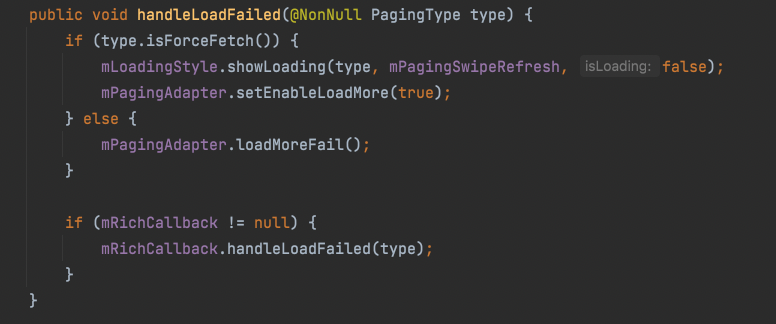 public void handleLoadFailed(@NonNull PagingType type) {
    if (type.isForceFetch()) {
        mLoadingStyle.showLoading(type, mPagingSwipeRefresh, isLoading: false);
        mPagingAdapter.setEnableLoadMore(true);
    } else {
        mPagingAdapter.loadMoreFail();
    }

    if (mRichCallback != null) {
        mRichCallback.handleLoadFailed(type);
    }
}